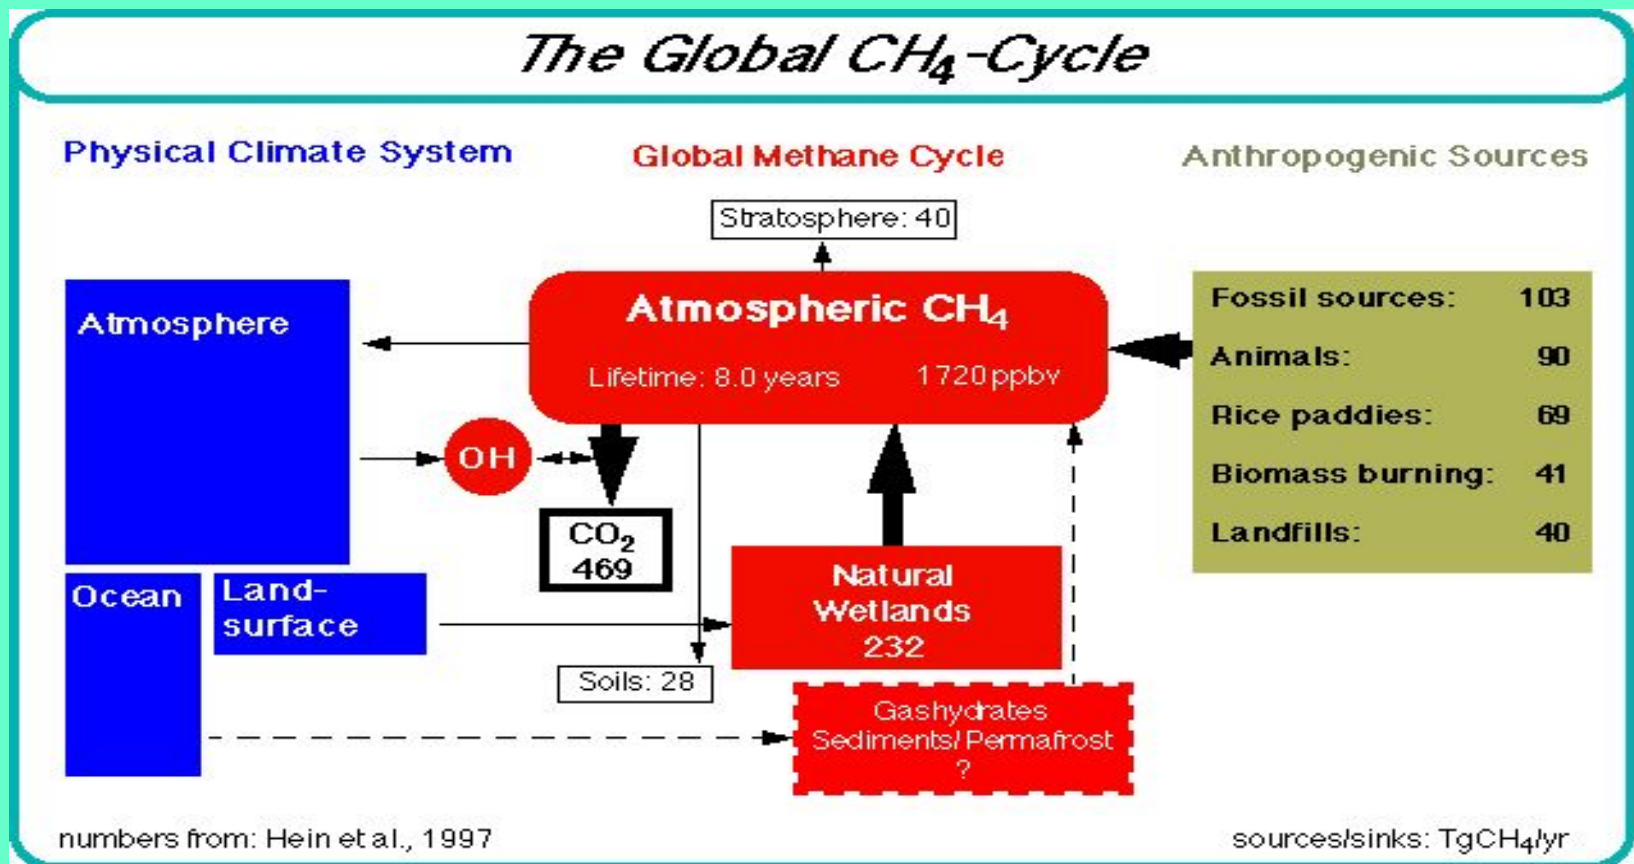 The Global CH₄-Cycle
Physical Climate System
Global Methane Cycle
Anthropogenic Sources
Stratosphere: 40
Atmosphere
Atmospheric CH₄
Lifetime: 8.0 years 1720 ppbv
Fossil sources: 103
Animals: 90
Rice paddies: 69
Biomass burning: 41
Landfills: 40
OH
CO₂
469
Ocean
Land-
surface
Natural
Wetlands
232
Soils: 28
Gashydrates
Sediments/Permafrost
?
numbers from: Hein et al., 1997
sources/sinks: TgCH₄/yr